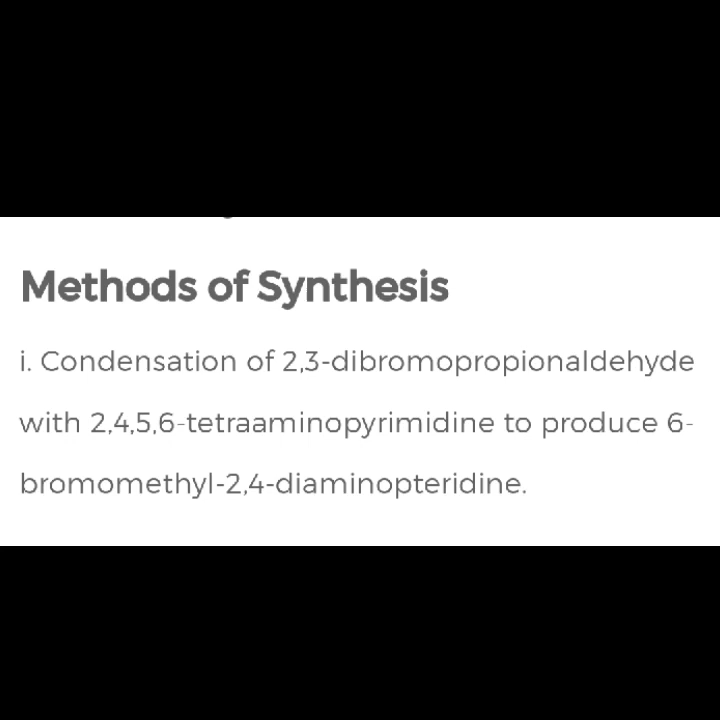 Methods of Synthesis
i. Condensation of 2,3-dibromopropionaldehyde
with 2,4,5,6-tetraaminopyrimidine to produce 6-
bromomethyl-2,4-diaminopteridine.